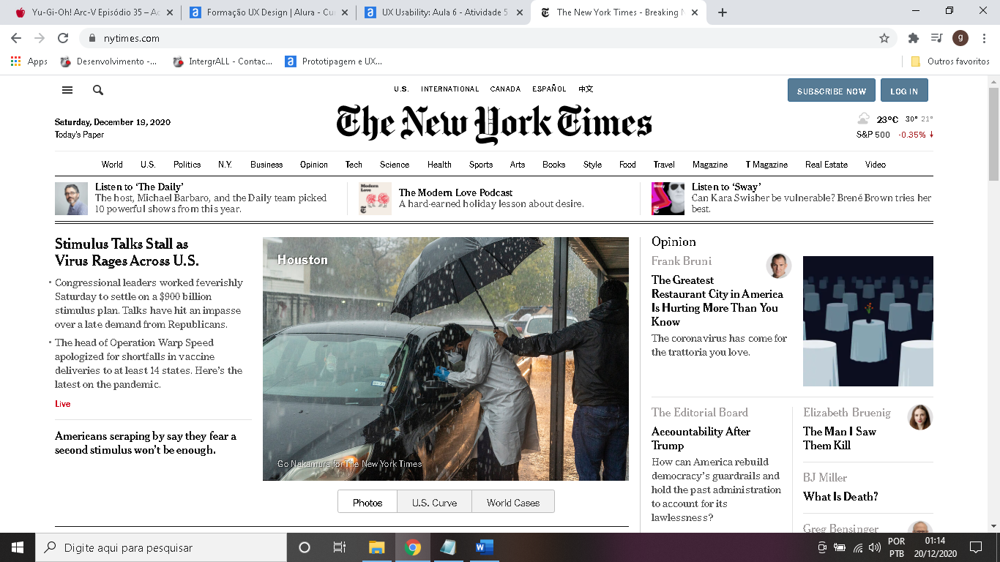 Yu-Gi-Oh! Arc-V Episódio 35 – Ac
Formação UX Design | Alura - Cu
UX Usability: Aula 6 - Atividade 5
The New York Times - Breaking N
nytimes.com
g
Apps
Desenvolvimento -...
IntergrALL - Contac...
Prototipagem e UX...
Outros favoritos
U.S. INTERNATIONAL CANADA ESPAÑOL 中文
SUBSCRIBE NOW LOG IN
Saturday, December 19, 2020
Today's Paper
The New York Times
23°C 30° 21°
S&P 500 -0.35%
World U.S. Politics N.Y. Business Opinion Tech Science Health Sports Arts Books Style Food Travel Magazine T Magazine Real Estate Video
Listen to ‘The Daily’
The host, Michael Barbaro, and the Daily team picked
10 powerful shows from this year.
Modern
Love
The Modern Love Podcast
A hard-earned holiday lesson about desire.
Sway
Listen to ‘Sway’
Can Kara Swisher be vulnerable? Brené Brown tries her
best.
Stimulus Talks Stall as
Virus Rages Across U.S.
• Congressional leaders worked feverishly
Saturday to settle on a $900 billion
stimulus plan. Talks have hit an impasse
over a late demand from Republicans.
• The head of Operation Warp Speed
apologized for shortfalls in vaccine
deliveries to at least 14 states. Here’s the
latest on the pandemic.
Live
Americans scraping by say they fear a
second stimulus won’t be enough.
Houston
Go Nakamura for The New York Times
Photos U.S. Curve World Cases
Opinion
Frank Bruni
The Greatest
Restaurant City in America
Is Hurting More Than You
Know
The coronavirus has come for
the trattoria you love.
The Editorial Board
Accountability After
Trump
How can America rebuild
democracy’s guardrails and
hold the past administration
to account for its
lawlessness?
Elizabeth Bruenig
The Man I Saw
Them Kill
BJ Miller
What Is Death?
Greg Bensinger
Digite aqui para pesquisar
POR
PTB
01:14
20/12/2020